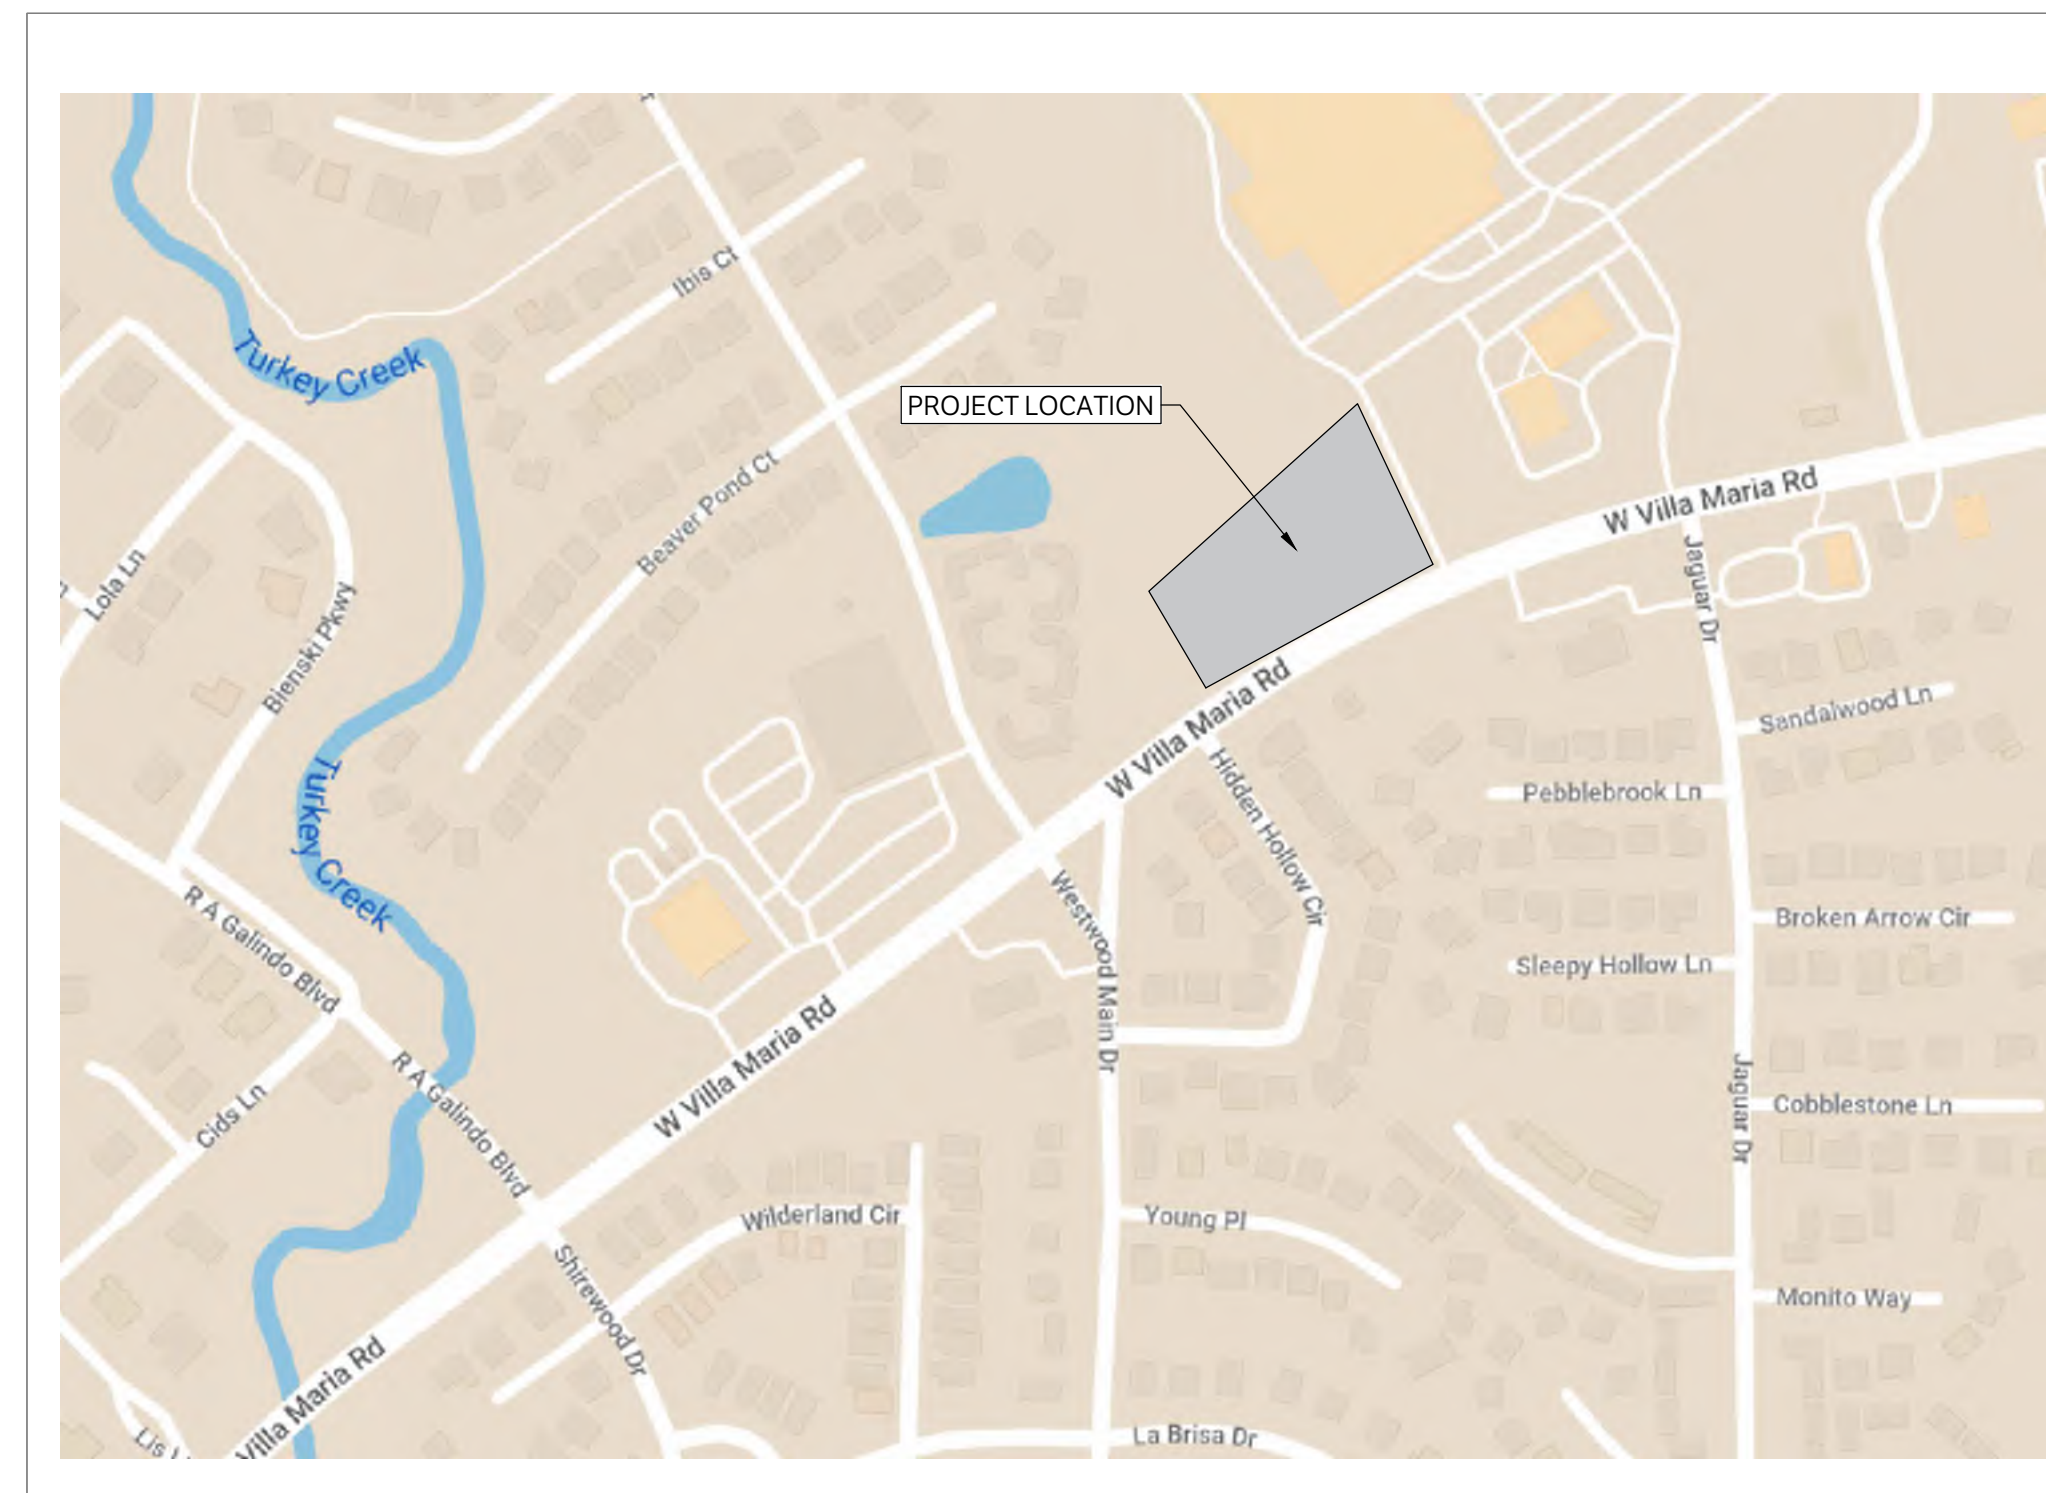 Ibis Ct
Turkey Creek
PROJECT LOCATION
Beaver Pond Ct
W Villa Maria Rd
Lola Ln
Bienski Pkwy
Jaguar Dr
Sandalwood Ln
W Villa Maria Rd
Hidden Hollow Cir
Pebblebrook Ln
Turkey Creek
R A Galindo Blvd
Westwood Main Dr
Broken Arrow Cir
Sleepy Hollow Ln
W Villa Maria Rd
R A Galindo Blvd
Cids Ln
Jaguar Dr
Cobblestone Ln
Wilderland Cir
Young Pl
Shirewood Dr
Monito Way
Villa Maria Rd
Lis
La Brisa Dr